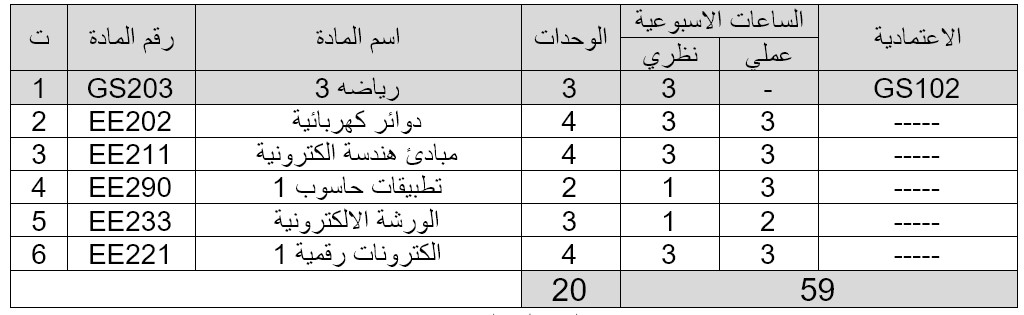 ت رقم المادة اسم المادة الوحدات الساعات الاسبوعية الاعتمادية
نظري عملي
1 GS203 رياضه 3 3 3 - GS102
2 EE202 دوائر كهربائية 4 3 3 -----
3 EE211 مبادئ هندسة الكترونية 4 3 3 -----
4 EE290 تطبيقات حاسوب 1 2 1 3 -----
5 EE233 الورشة الالكترونية 3 1 2 -----
6 EE221 الكترونات رقمية 1 4 3 3 -----
20 59